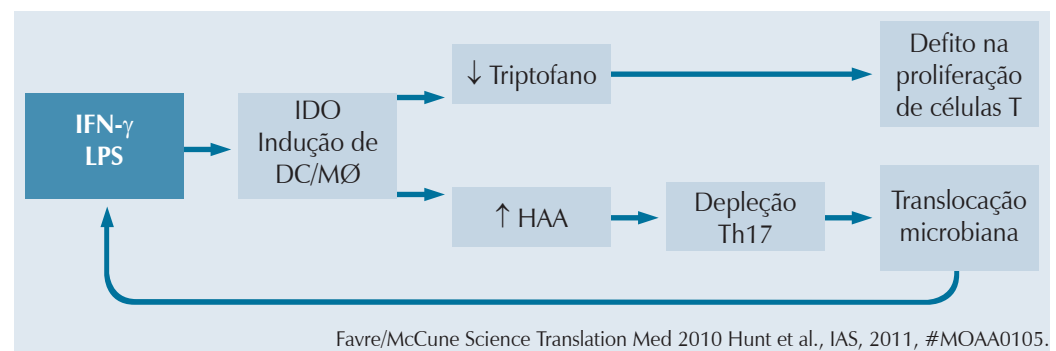 IFN-γ
LPS
IDO
Indução de
DC/MØ
↓ Triptofano
Defito na
proliferação
de células T
↑ HAA
Depleção
Th17
Translocação
microbiana
Favre/McCune Science Translation Med 2010 Hunt et al., IAS, 2011, #MOAA0105.